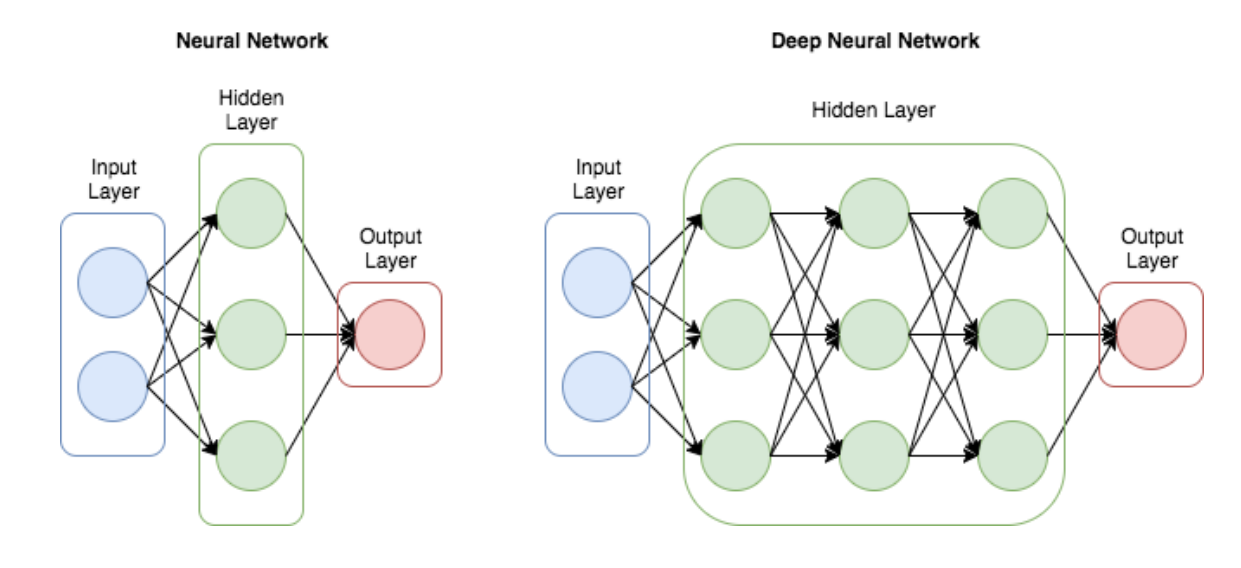 Neural Network
Hidden
Layer
Input
Layer
Output
Layer
Deep Neural Network
Hidden Layer
Input
Layer
Output
Layer